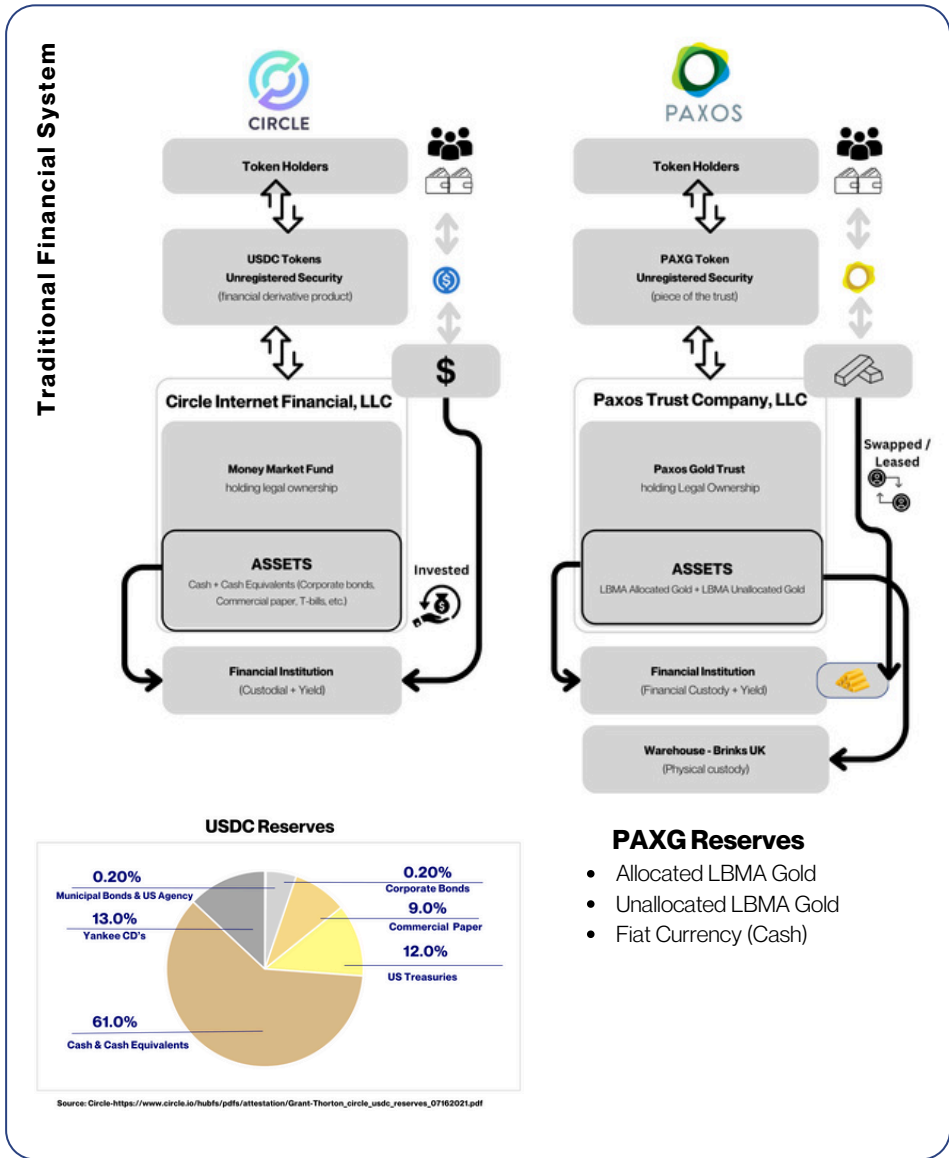 Traditional Financial System
CIRCLE
Token Holders
USDC Tokens
Unregistered Security
(financial derivative product)
$
Circle Internet Financial, LLC
Money Market Fund
holding legal ownership
ASSETS
Cash + Cash Equivalents (Corporate bonds,
Commercial paper, T-bills, etc.)
Invested
Financial Institution
(Custodial + Yield)
PAXOS
Token Holders
PAXG Token
Unregistered Security
(piece of the trust)
Paxos Trust Company, LLC
Swapped /
Leased
Paxos Gold Trust
holding Legal Ownership
ASSETS
LBMA Allocated Gold + LBMA Unallocated Gold
Financial Institution
(Financial Custody + Yield)
Warehouse - Brinks UK
(Physical custody)
USDC Reserves
0.20%
Municipal Bonds & US Agency
13.0%
Yankee CD's
61.0%
Cash & Cash Equivalents
0.20%
Corporate Bonds
9.0%
Commercial Paper
12.0%
US Treasuries
Source: Circle-https://www.circle.io/hubfs/pdfs/attestation/Grant-Thorton_circle_usdc_reserves_07162021.pdf
PAXG Reserves
• Allocated LBMA Gold
• Unallocated LBMA Gold
• Fiat Currency (Cash)